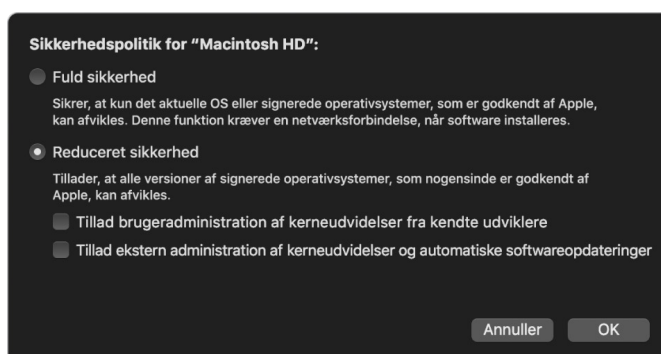 Sikkerhedspolitik for “Macintosh HD”:
Fuld sikkerhed
Sikrer, at kun det aktuelle OS eller signerede operativsystemer, som er godkendt af Apple,
kan afvikles. Denne funktion kræver en netværksforbindelse, når software installeres.
Reduceret sikkerhed
Tillader, at alle versioner af signerede operativsystemer, som nogensinde er godkendt af
Apple, kan afvikles.
Tillad brugeradministration af kerneudvidelser fra kendte udviklere
Tillad ekstern administration af kerneudvidelser og automatiske softwareopdateringer
Annuller OK